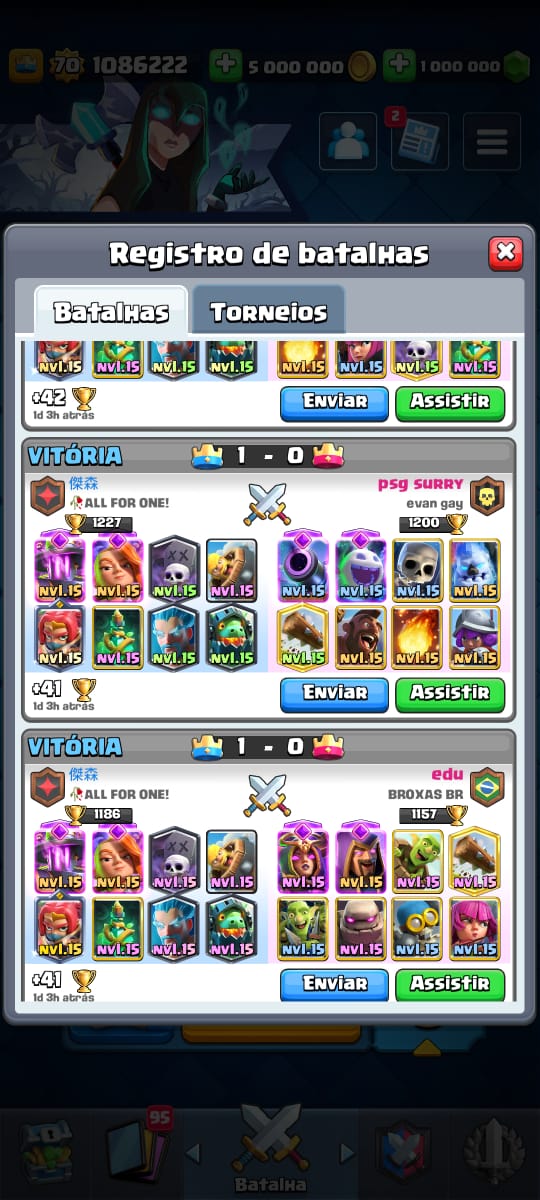 70 1086222 5 000 000 1 000 000
2
Registro de batalhas
Batalhas Torneios
Nvl.15 Nvl.15 Nvl.15 Nvl.15 Nvl.15 Nvl.15 Nvl.15 Nvl.15
+42 Enviar Assistir
1d 3h atrás
VITÓRIA 1 - 0
傑森 psg surry
ALL FOR ONE! evan gay
1227 1200
Nvl.15 Nvl.15 Nvl.15 Nvl.15 Nvl.15 Nvl.15 Nvl.15 Nvl.15
Nvl.15 Nvl.15 Nvl.15 Nvl.15 Nvl.15 Nvl.15 Nvl.15 Nvl.15
+41 Enviar Assistir
1d 3h atrás
VITÓRIA 1 - 0
傑森 edu
ALL FOR ONE! BROXAS BR
1186 1157
Nvl.15 Nvl.15 Nvl.15 Nvl.15 Nvl.15 Nvl.15 Nvl.15 Nvl.15
Nvl.15 Nvl.15 Nvl.15 Nvl.15 Nvl.15 Nvl.15 Nvl.15 Nvl.15
+41 Enviar Assistir
1d 3h atrás
95
Batalha